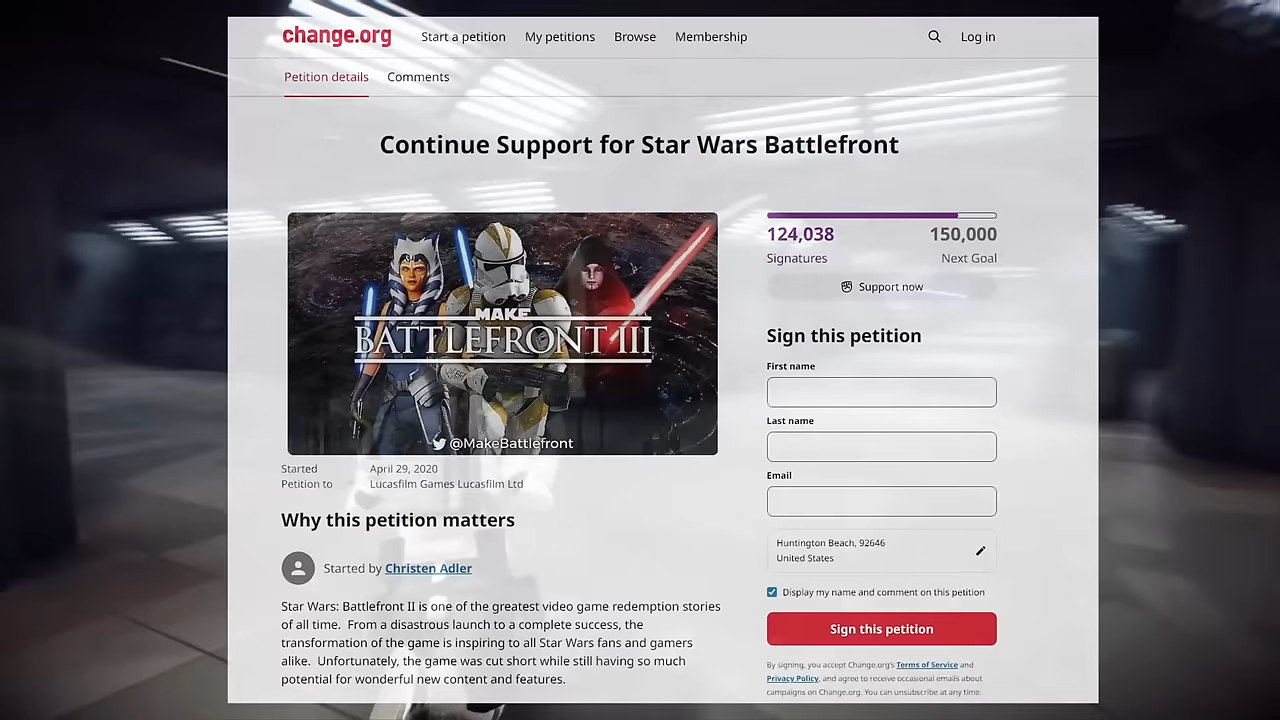 change.org Start a petition My petitions Browse Membership Log in
Petition details Comments
Continue Support for Star Wars Battlefront
MAKE
BATTLEFRONT III
@MakeBattlefront
Started April 29, 2020
Petition to Lucasfilm Games Lucasfilm Ltd
Why this petition matters
Started by Christen Adler
Star Wars: Battlefront II is one of the greatest video game redemption stories
of all time. From a disastrous launch to a complete success, the
transformation of the game is inspiring to all Star Wars fans and gamers
alike. Unfortunately, the game was cut short while still having so much
potential for wonderful new content and features.
124,038 150,000
Signatures Next Goal
Support now
Sign this petition
First name
Last name
Email
Huntington Beach, 92646
United States
Display my name and comment on this petition
Sign this petition
By signing, you accept Change.org's Terms of Service and
Privacy Policy, and agree to receive occasional emails about
campaigns on Change.org. You can unsubscribe at any time.